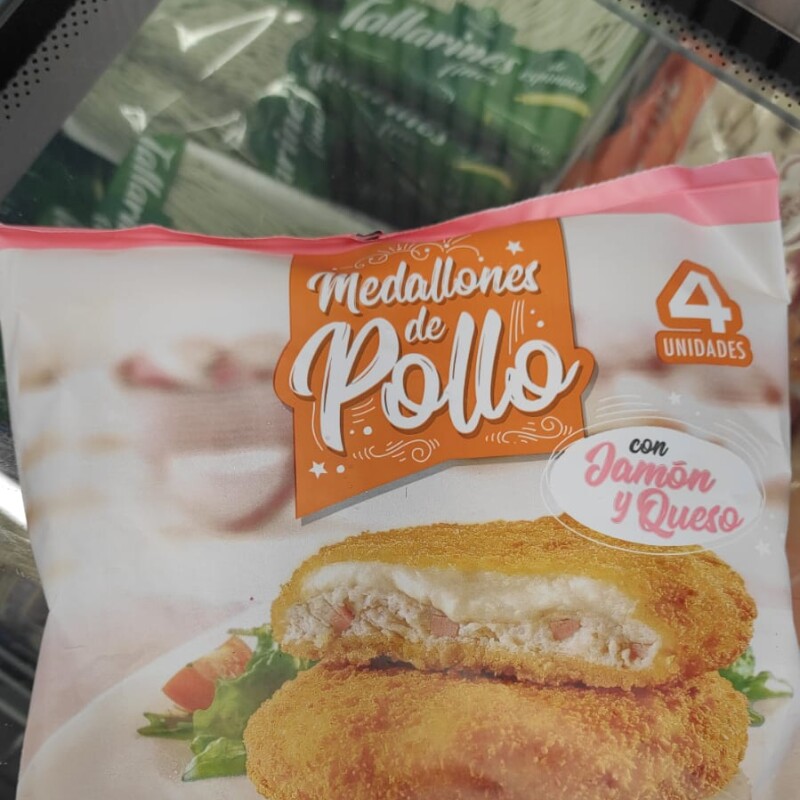 Tallarines
Medallones
de
Pollo
4
UNIDADES
con
Jamón
y Queso